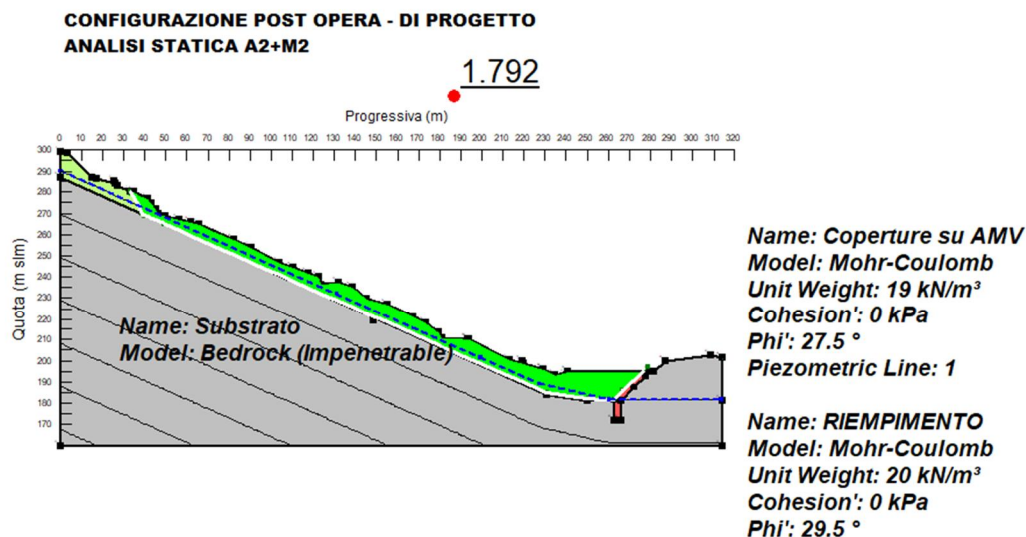 CONFIGURAZIONE POST OPERA - DI PROGETTO
ANALISI STATICA A2+M2
1.792
Progressiva (m)
0 10 20 30 40 50 60 70 80 90 100 110 120 130 140 150 160 170 180 190 200 210 220 230 240 250 260 270 280 290 300 310 320
Quota (m slm)
300
290
280
270
260
250
240
230
220
210
200
190
180
170
Name: Substrato
Model: Bedrock (Impenetrable)
Name: Coperture su AMV
Model: Mohr-Coulomb
Unit Weight: 19 kN/m³
Cohesion': 0 kPa
Phi': 27.5 °
Piezometric Line: 1
Name: RIEMPIMENTO
Model: Mohr-Coulomb
Unit Weight: 20 kN/m³
Cohesion': 0 kPa
Phi': 29.5 °